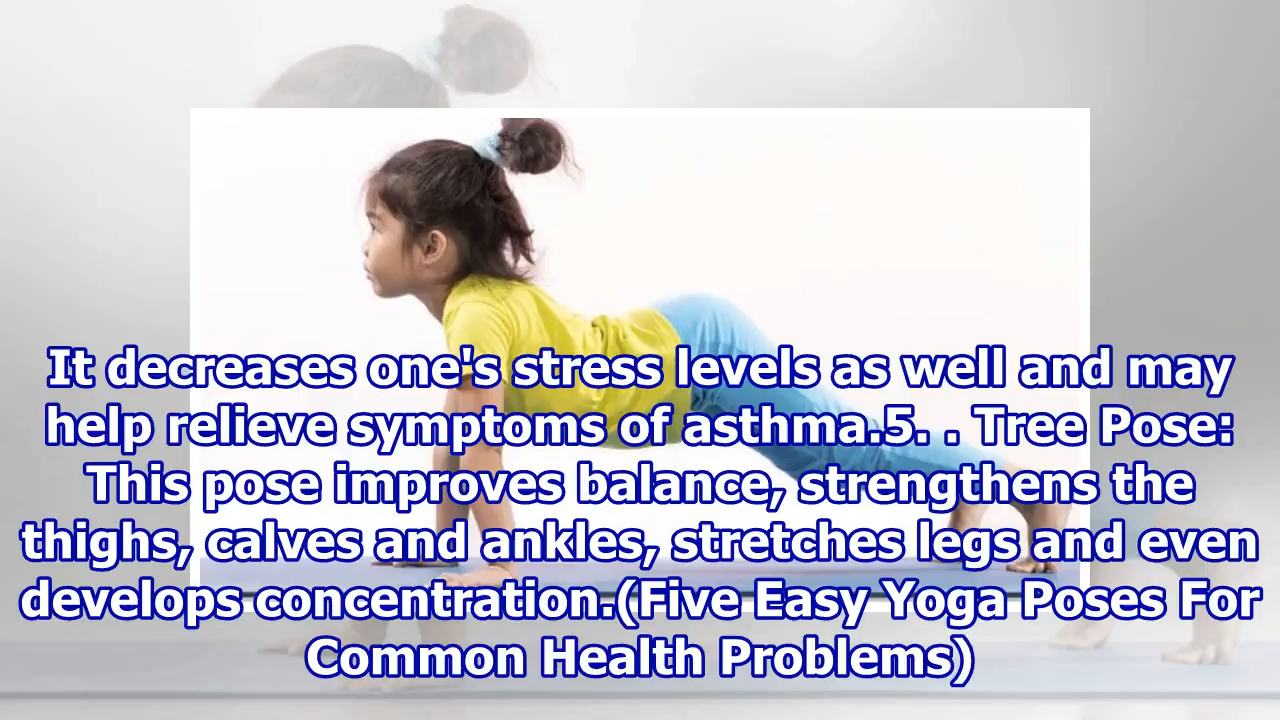 It decreases one's stress levels as well and may
help relieve symptoms of asthma.5. . Tree Pose:
This pose improves balance, strengthens the
thighs, calves and ankles, stretches legs and even
develops concentration.(Five Easy Yoga Poses For
Common Health Problems)